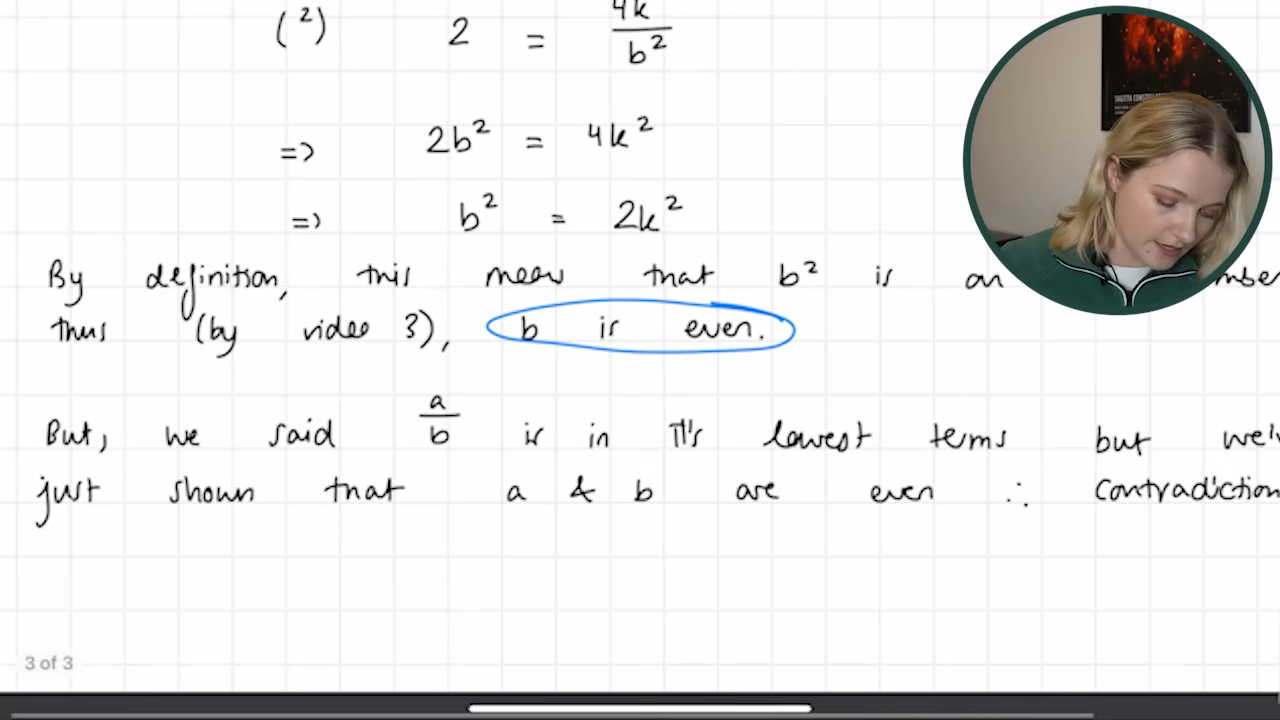 (²) 2 = 4k / b²
=> 2b² = 4k²
=> b² = 2k²
By definition, this means that b² is an
thus (by video 3), b is even.
But, we said a/b is in it's lowest terms but we'
just shown that a & b are even ∴ contradiction
3 of 3